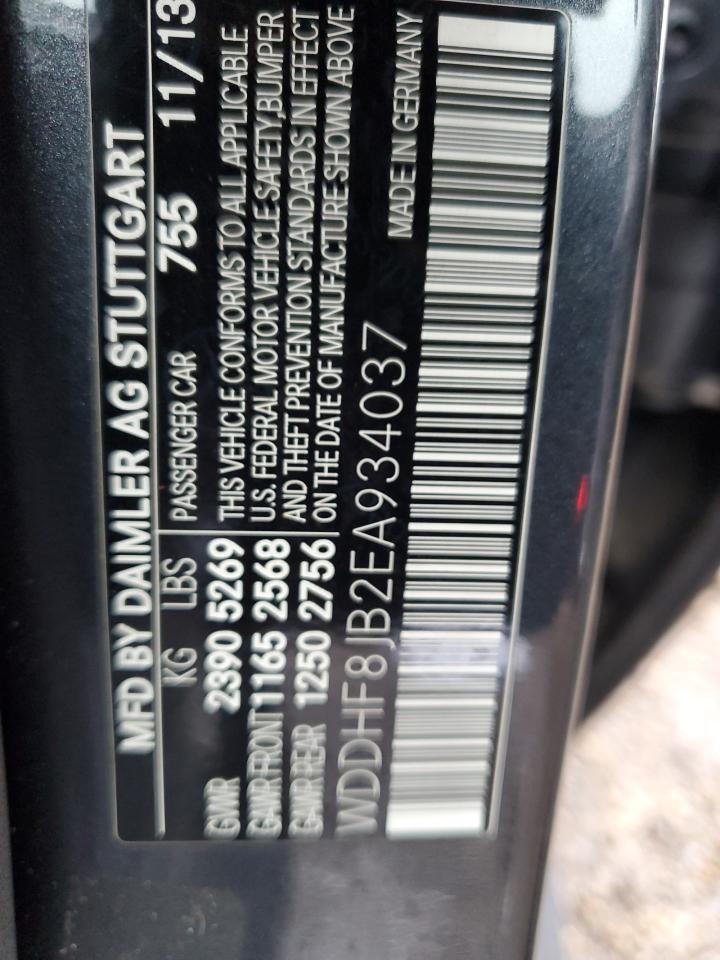 MFD BY DAIMLER AG STUTTGART
KG LBS PASSENGER CAR 755 11/13
GWR 2390 5269 THIS VEHICLE CONFORMS TO ALL APPLICABLE
GAWR FRONT 1165 2568 U.S. FEDERAL MOTOR VEHICLE SAFETY, BUMPER
GAWR REAR 1250 2756 AND THEFT PREVENTION STANDARDS IN EFFECT
ON THE DATE OF MANUFACTURE SHOWN ABOVE
WDDHF8JB2EA934037 MADE IN GERMANY